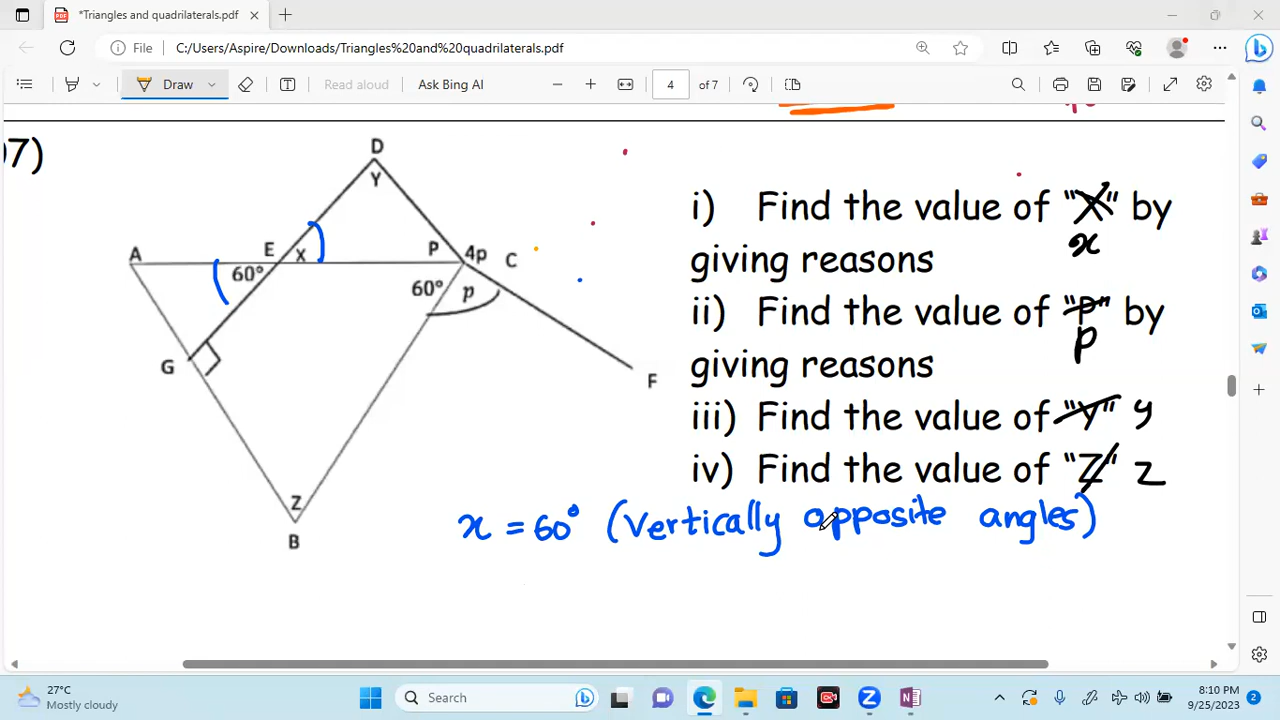 *Triangles and quadrilaterals.pdf
File C:/Users/Aspire/Downloads/Triangles%20and%20quadrilaterals.pdf
Draw Read aloud Ask Bing AI 4 of 7
07)
D
Y
A E X P 4p C
60° 60° p
G F
Z
B
i) Find the value of "X" by
x
giving reasons
ii) Find the value of "P" by
p
giving reasons
iii) Find the value of "Y" y
iv) Find the value of "Z" z
x = 60° (Vertically opposite angles)
27°C
Mostly cloudy
Search
8:10 PM
9/25/2023
2